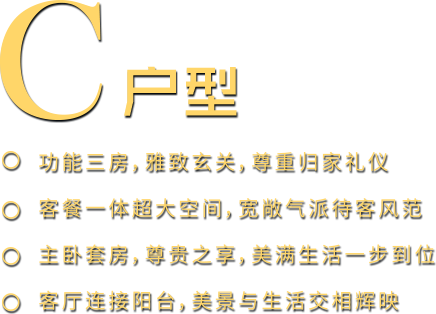 C户型
功能三房，雅致玄关，尊重归家礼仪
客餐一体超大空间，宽敞气派待客风范
主卧套房，尊贵之享，美满生活一步到位
客厅连接阳台，美景与生活交相辉映